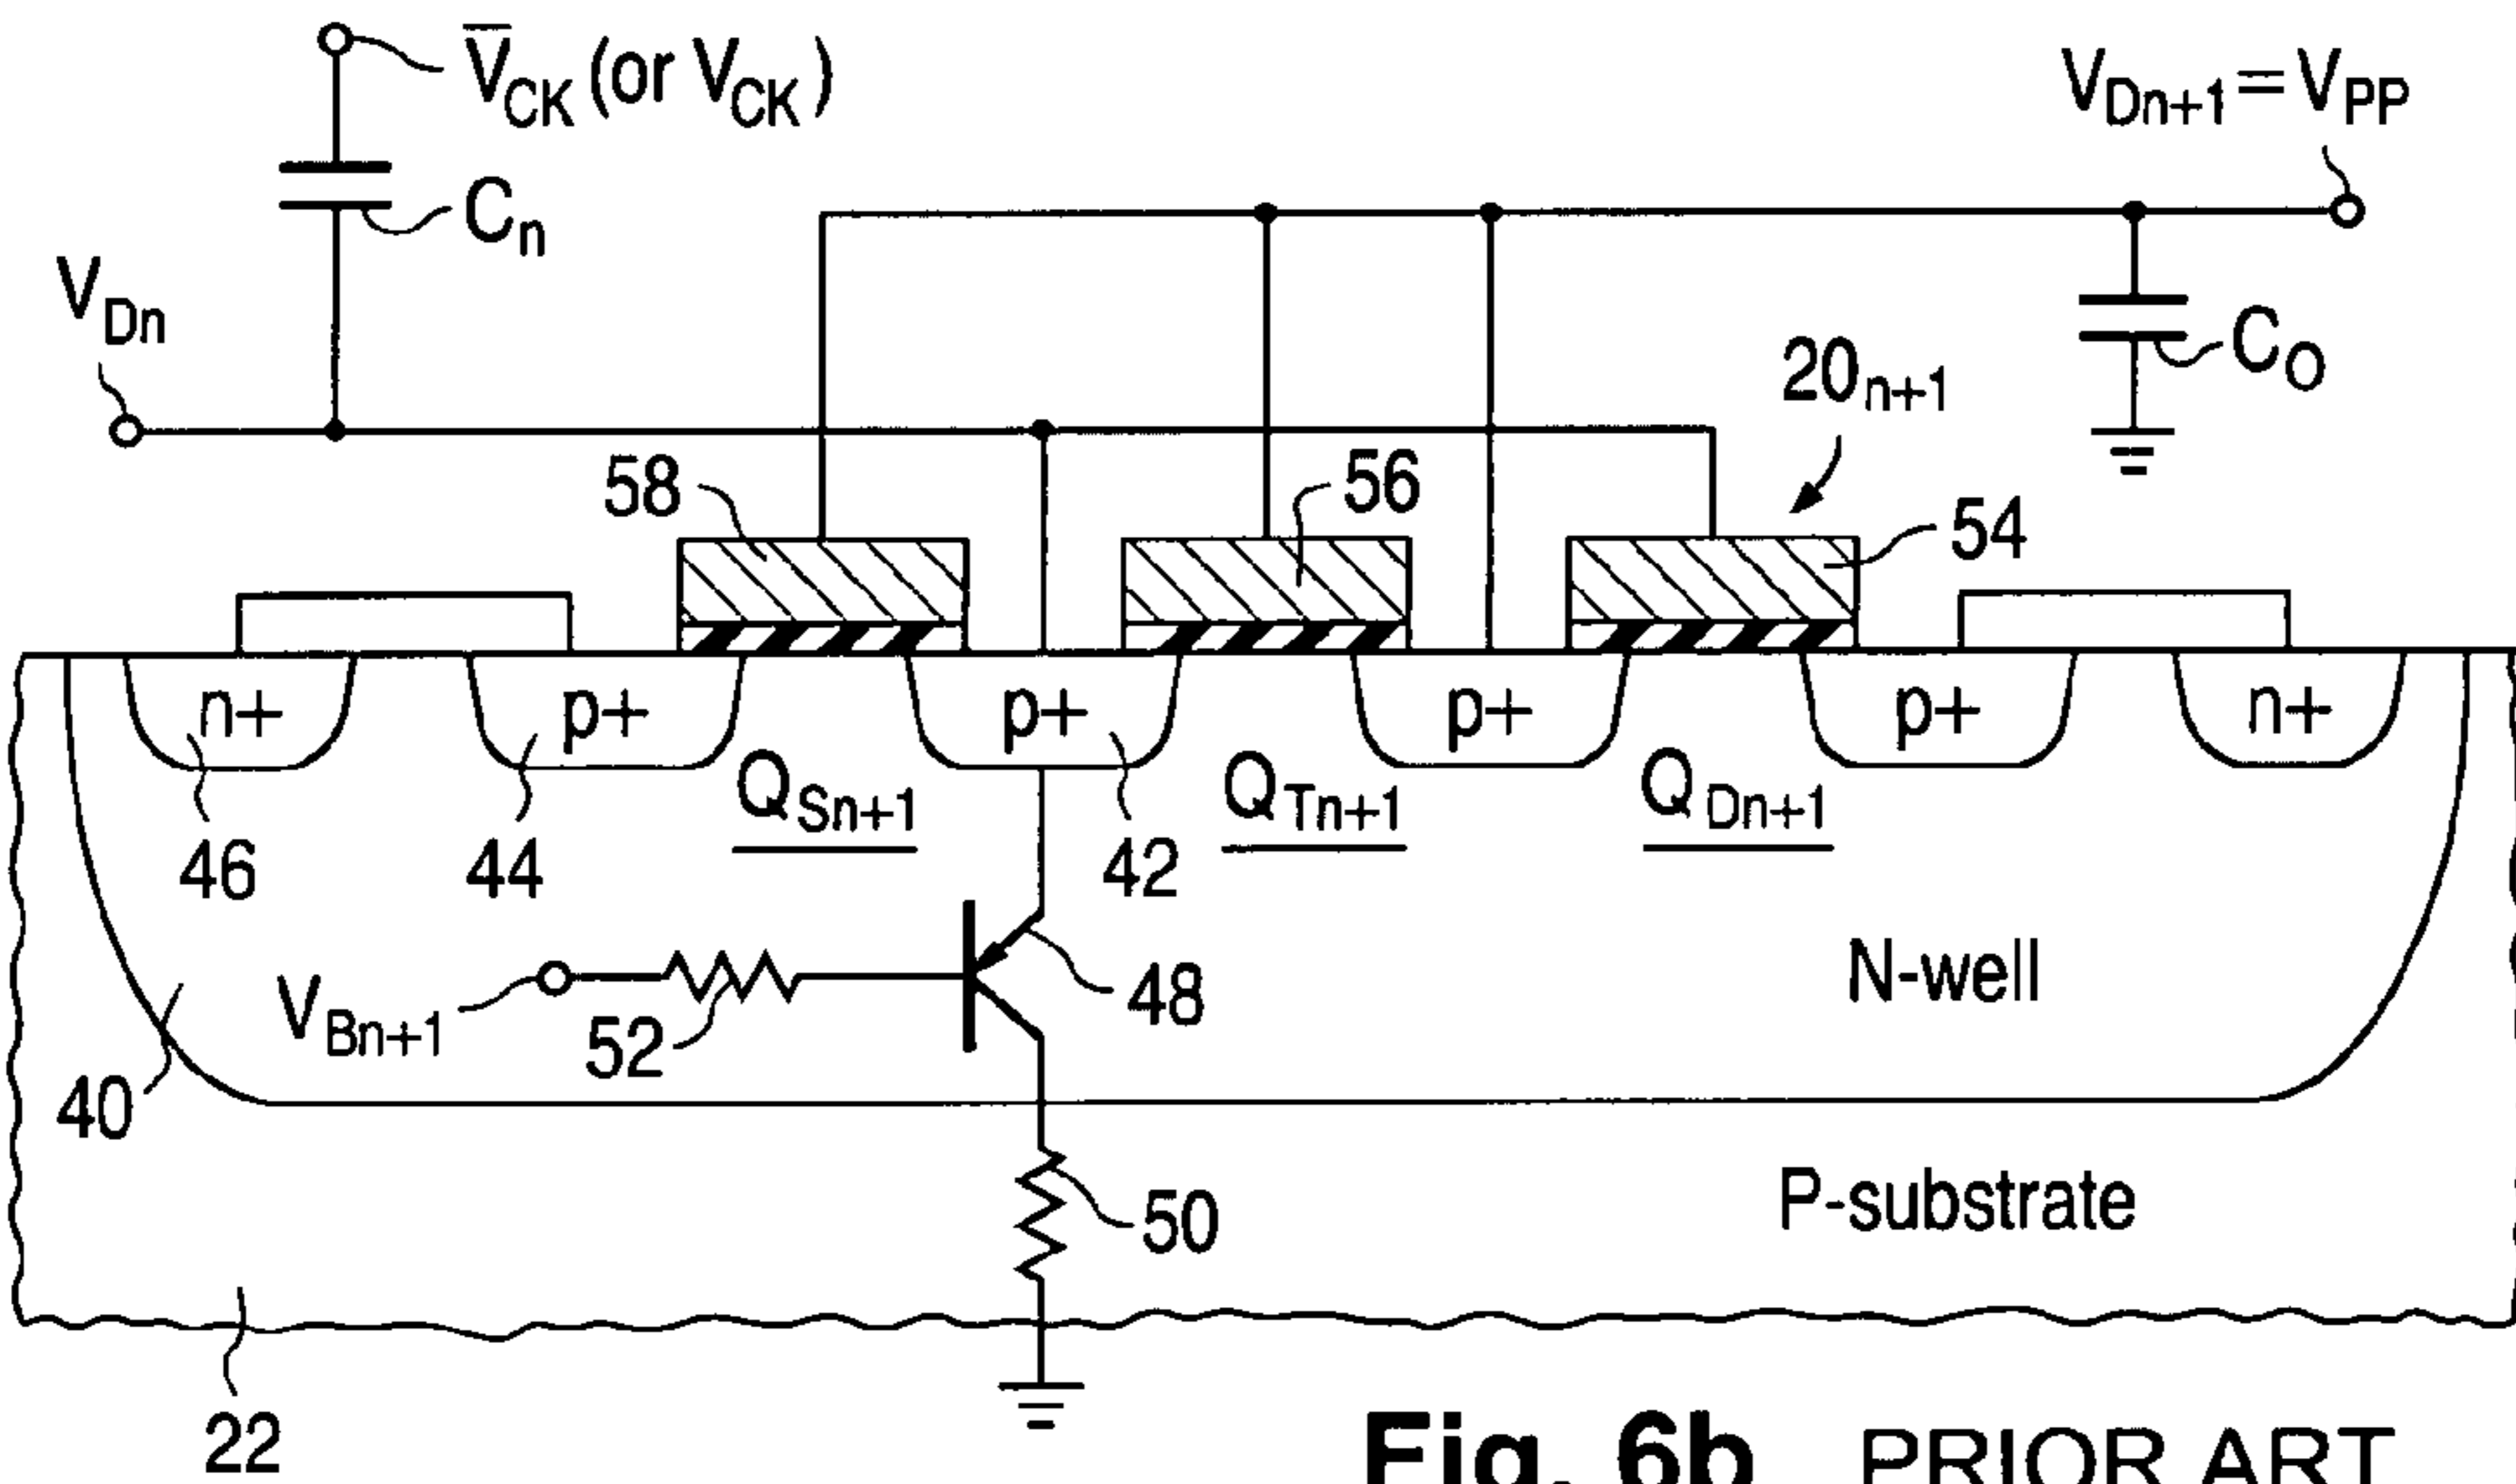 V̅CK (or VCK)
VDn+1 = VPP
Cn
VDn
CO
20n+1
58
56
54
n+
p+
p+
p+
p+
n+
QSn+1
QTn+1
QDn+1
46
44
42
N-well
48
VBn+1
52
40
50
P-substrate
22
Fig. 6b PRIOR ART